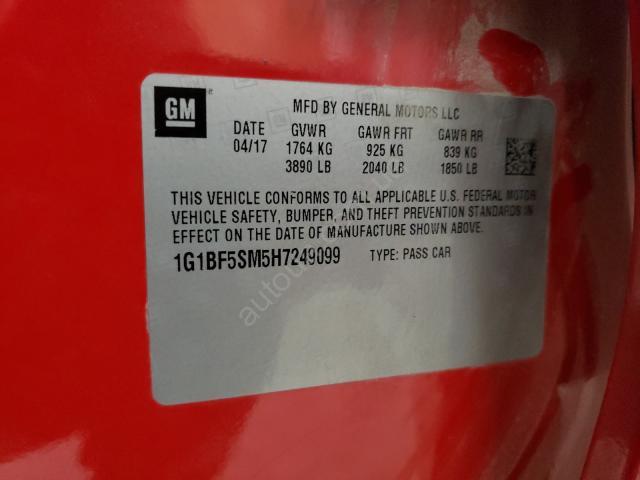 GM
MFD BY GENERAL MOTORS LLC
DATE GVWR GAWR FRT GAWR RR
04/17 1764 KG 925 KG 839 KG
3890 LB 2040 LB 1850 LB
THIS VEHICLE CONFORMS TO ALL APPLICABLE U.S. FEDERAL MOTOR
VEHICLE SAFETY, BUMPER, AND THEFT PREVENTION STANDARDS IN
EFFECT ON THE DATE OF MANUFACTURE SHOWN ABOVE.
1G1BF5SM5H7249099 TYPE: PASS CAR